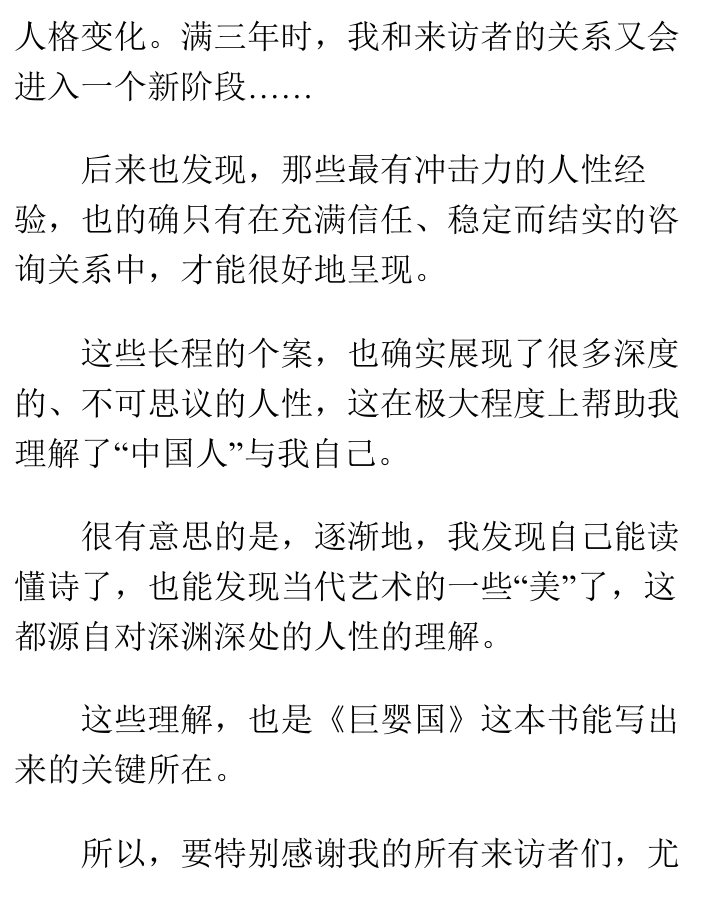 人格变化。满三年时，我和来访者的关系又会
进入一个新阶段……
后来也发现，那些最有冲击力的人性经
验，也的确只有在充满信任、稳定而结实的咨
询关系中，才能很好地呈现。
这些长程的个案，也确实展现了很多深度
的、不可思议的人性，这在极大程度上帮助我
理解了“中国人”与我自己。
很有意思的是，逐渐地，我发现自己能读
懂诗了，也能发现当代艺术的一些“美”了，这
都源自对深渊深处的人性的理解。
这些理解，也是《巨婴国》这本书能写出
来的关键所在。
所以，要特别感谢我的所有来访者们，尤